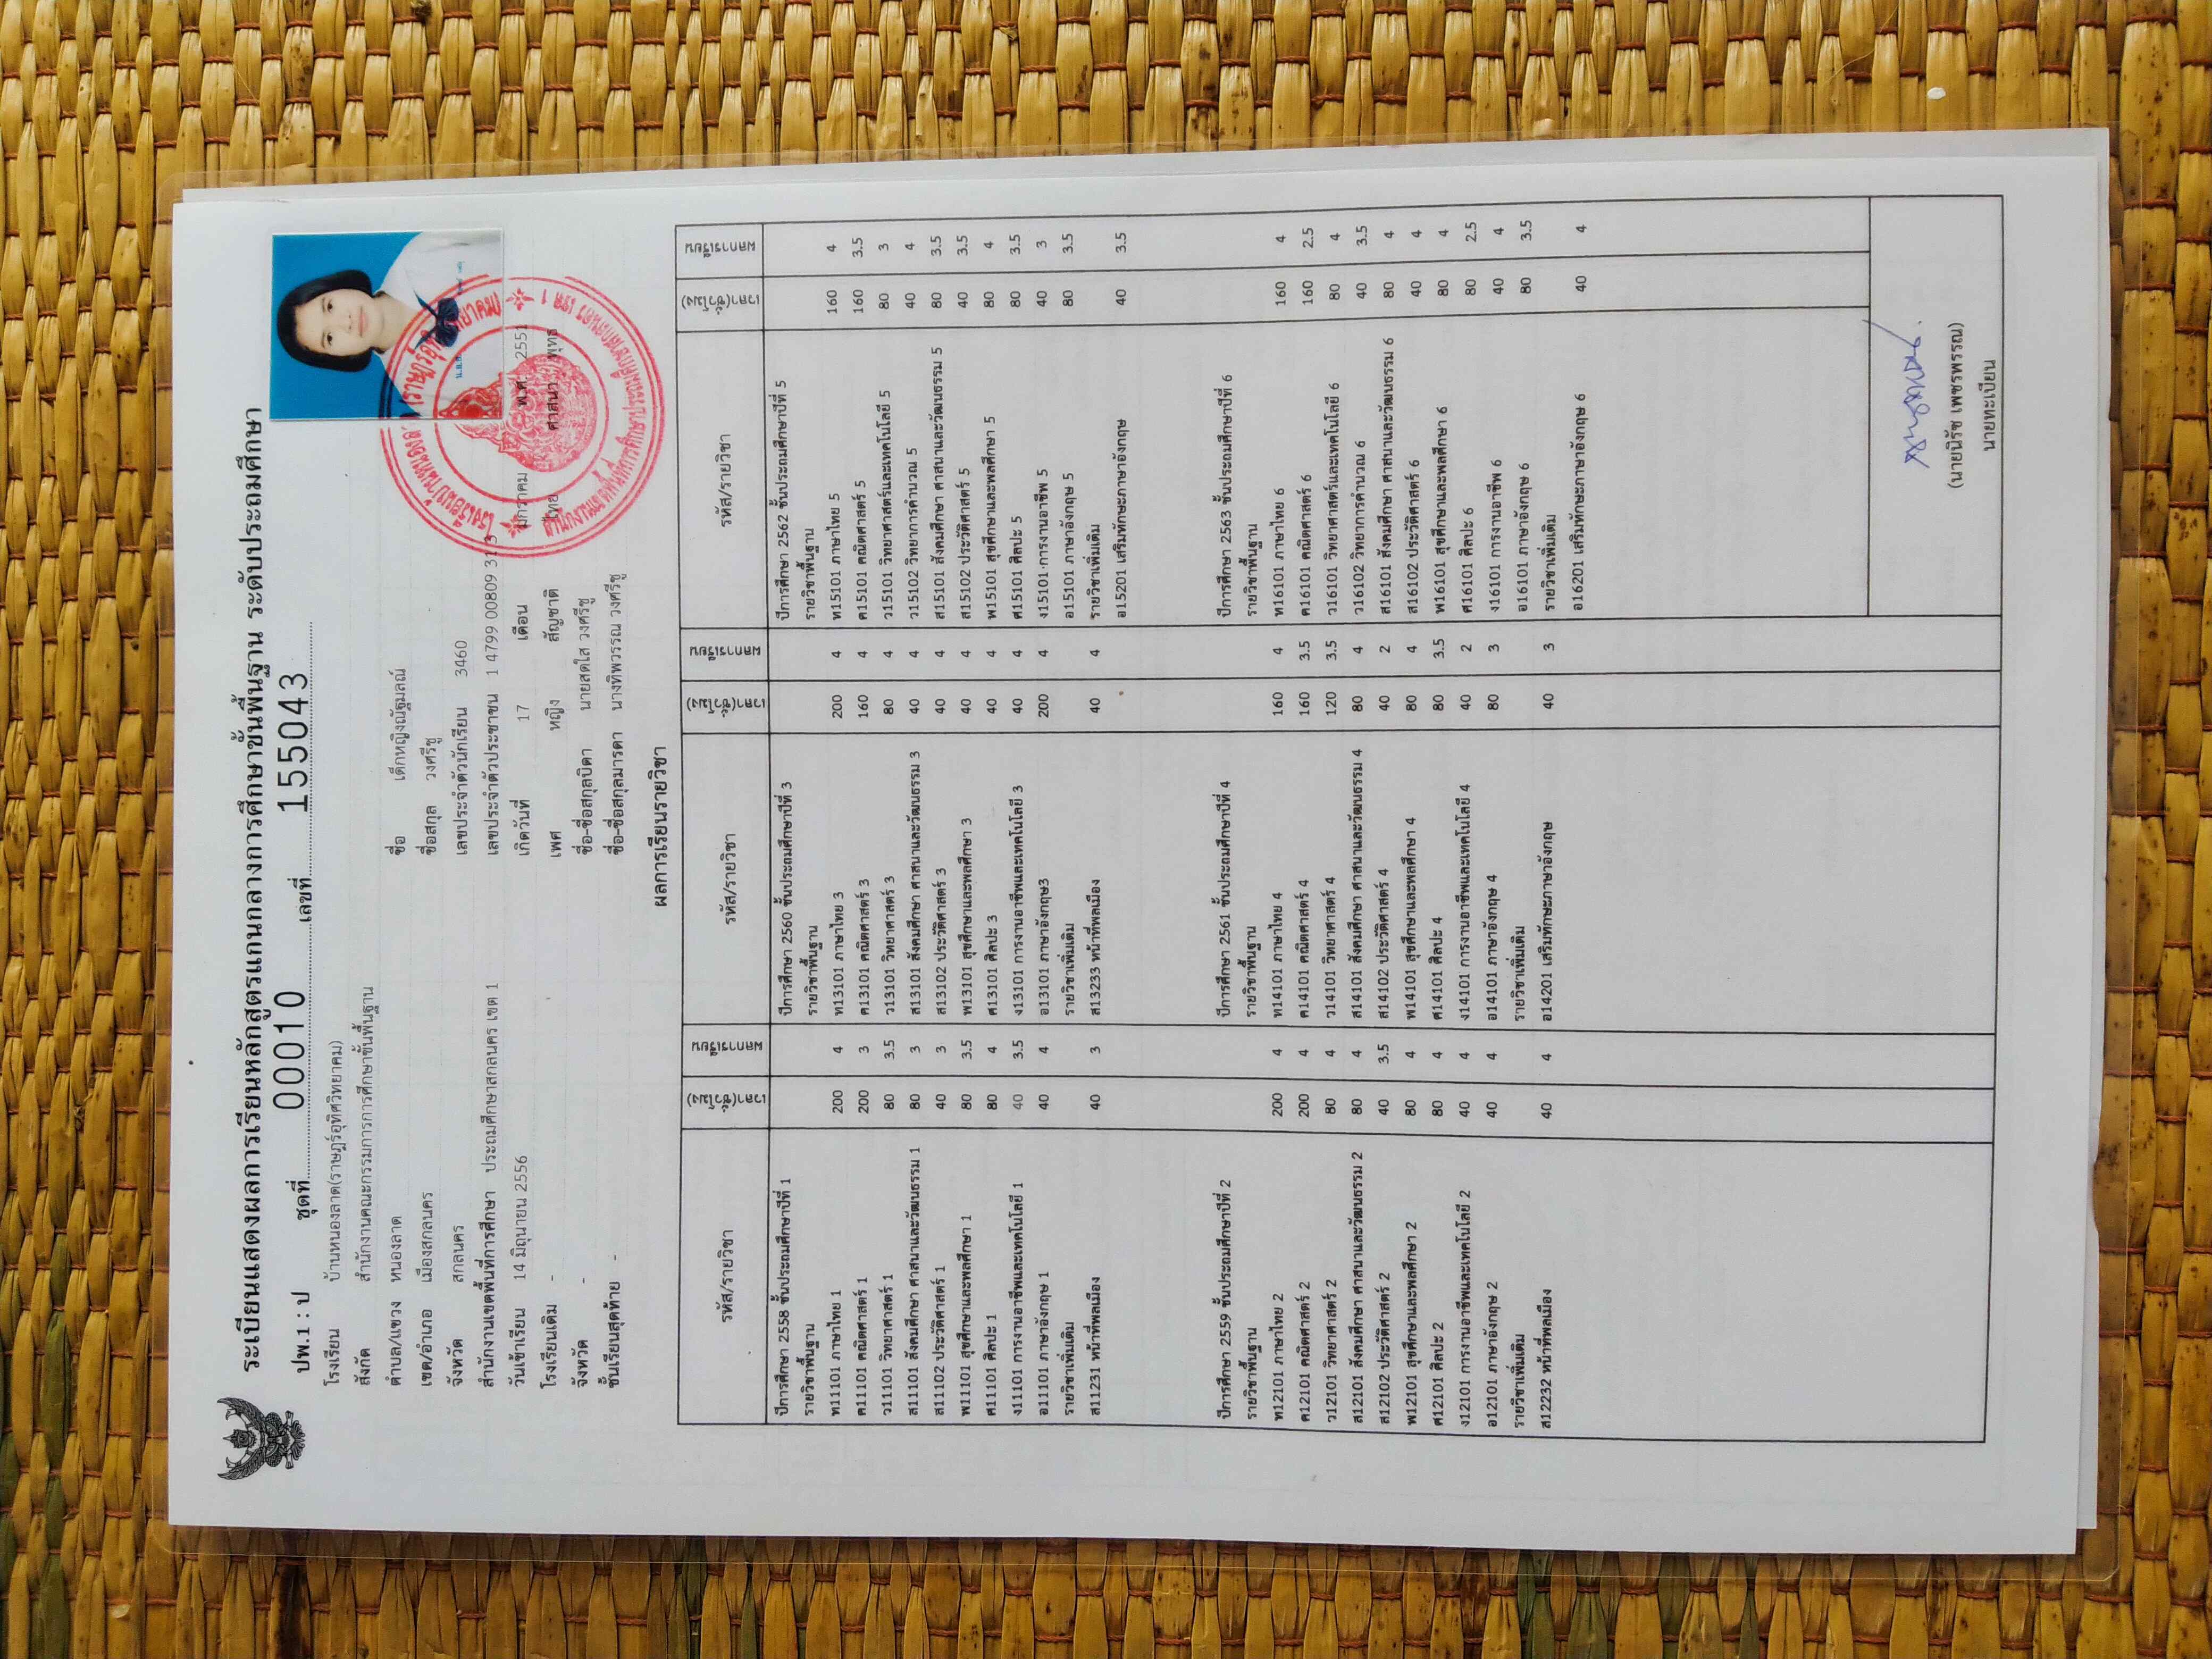 ระเบียนแสดงผลการเรียนหลักสูตรแกนกลางการศึกษาขั้นพื้นฐาน ระดับประถมศึกษา
ปพ.1 : ป ชุดที่ 00010 เลขที่ 155043
โรงเรียน บ้านหนองลาด(ราษฎร์อุทิศวิทยาคม)
สังกัด สำนักงานคณะกรรมการการศึกษาขั้นพื้นฐาน
ตำบล/แขวง หนองลาด
เขต/อำเภอ เมืองสกลนคร
จังหวัด สกลนคร
สำนักงานเขตพื้นที่การศึกษา ประถมศึกษาสกลนคร เขต 1
วันเข้าเรียน 14 มิถุนายน 2556
โรงเรียนเดิม -
จังหวัด -
ชั้นเรียนสุดท้าย -
ชื่อ เด็กหญิงณัฐมลณ์
ชื่อสกุล วงศรีชู
เลขประจำตัวนักเรียน 3460
เลขประจำตัวประชาชน 1 4799 00809 31 3
เกิดวันที่ 17 เดือน มกราคม พ.ศ. 2551
เพศ หญิง สัญชาติ ไทย ศาสนา พุทธ
ชื่อ-ชื่อสกุลบิดา นายสดใส วงศรีชู
ชื่อ-ชื่อสกุลมารดา นางทิพวรรณ วงศรีชู
ผลการเรียนรายวิชา
รหัส/รายวิชา เวลา(ชั่วโมง) ผลการเรียน
ปีการศึกษา 2558 ชั้นประถมศึกษาปีที่ 1
รายวิชาพื้นฐาน
ท11101 ภาษาไทย 1 200 4
ค11101 คณิตศาสตร์ 1 200 3
ว11101 วิทยาศาสตร์ 1 80 3.5
ส11101 สังคมศึกษา ศาสนาและวัฒนธรรม 1 80 3
ส11102 ประวัติศาสตร์ 1 40 3
พ11101 สุขศึกษาและพลศึกษา 1 80 3.5
ศ11101 ศิลปะ 1 80 4
ง11101 การงานอาชีพและเทคโนโลยี 1 40 3.5
อ11101 ภาษาอังกฤษ 1 40 4
รายวิชาเพิ่มเติม
ส11231 หน้าที่พลเมือง 40 3
ปีการศึกษา 2559 ชั้นประถมศึกษาปีที่ 2
รายวิชาพื้นฐาน
ท12101 ภาษาไทย 2 200 4
ค12101 คณิตศาสตร์ 2 200 4
ว12101 วิทยาศาสตร์ 2 80 4
ส12101 สังคมศึกษา ศาสนาและวัฒนธรรม 2 80 4
ส12102 ประวัติศาสตร์ 2 40 3.5
พ12101 สุขศึกษาและพลศึกษา 2 80 4
ศ12101 ศิลปะ 2 80 4
ง12101 การงานอาชีพและเทคโนโลยี 2 40 4
อ12101 ภาษาอังกฤษ 2 40 4
รายวิชาเพิ่มเติม
ส12232 หน้าที่พลเมือง 40 4
รหัส/รายวิชา เวลา(ชั่วโมง) ผลการเรียน
ปีการศึกษา 2560 ชั้นประถมศึกษาปีที่ 3
รายวิชาพื้นฐาน
ท13101 ภาษาไทย 3 200 4
ค13101 คณิตศาสตร์ 3 160 4
ว13101 วิทยาศาสตร์ 3 80 4
ส13101 สังคมศึกษา ศาสนาและวัฒนธรรม 3 40 4
ส13102 ประวัติศาสตร์ 3 40 4
พ13101 สุขศึกษาและพลศึกษา 3 40 4
ศ13101 ศิลปะ 3 40 4
ง13101 การงานอาชีพและเทคโนโลยี 3 40 4
อ13101 ภาษาอังกฤษ3 200 4
รายวิชาเพิ่มเติม
ส13233 หน้าที่พลเมือง 40 4
ปีการศึกษา 2561 ชั้นประถมศึกษาปีที่ 4
รายวิชาพื้นฐาน
ท14101 ภาษาไทย 4 160 4
ค14101 คณิตศาสตร์ 4 160 3.5
ว14101 วิทยาศาสตร์ 4 120 3.5
ส14101 สังคมศึกษา ศาสนาและวัฒนธรรม 4 80 4
ส14102 ประวัติศาสตร์ 4 40 2
พ14101 สุขศึกษาและพลศึกษา 4 80 4
ศ14101 ศิลปะ 4 80 3.5
ง14101 การงานอาชีพและเทคโนโลยี 4 40 2
อ14101 ภาษาอังกฤษ 4 80 3
รายวิชาเพิ่มเติม
อ14201 เสริมทักษะภาษาอังกฤษ 40 3
รหัส/รายวิชา เวลา(ชั่วโมง) ผลการเรียน
ปีการศึกษา 2562 ชั้นประถมศึกษาปีที่ 5
รายวิชาพื้นฐาน
ท15101 ภาษาไทย 5 160 4
ค15101 คณิตศาสตร์ 5 160 3.5
ว15101 วิทยาศาสตร์และเทคโนโลยี 5 80 3
ว15102 วิทยาการคำนวณ 5 40 4
ส15101 สังคมศึกษา ศาสนาและวัฒนธรรม 5 80 3.5
ส15102 ประวัติศาสตร์ 5 40 3.5
พ15101 สุขศึกษาและพลศึกษา 5 80 4
ศ15101 ศิลปะ 5 80 3.5
ง15101 การงานอาชีพ 5 40 3
อ15101 ภาษาอังกฤษ 5 80 3.5
รายวิชาเพิ่มเติม
อ15201 เสริมทักษะภาษาอังกฤษ 40 3.5
ปีการศึกษา 2563 ชั้นประถมศึกษาปีที่ 6
รายวิชาพื้นฐาน
ท16101 ภาษาไทย 6 160 4
ค16101 คณิตศาสตร์ 6 160 2.5
ว16101 วิทยาศาสตร์และเทคโนโลยี 6 80 4
ว16102 วิทยาการคำนวณ 6 40 3.5
ส16101 สังคมศึกษา ศาสนาและวัฒนธรรม 6 80 4
ส16102 ประวัติศาสตร์ 6 40 4
พ16101 สุขศึกษาและพลศึกษา 6 80 4
ศ16101 ศิลปะ 6 80 2.5
ง16101 การงานอาชีพ 6 40 4
อ16101 ภาษาอังกฤษ 6 80 3.5
รายวิชาเพิ่มเติม
อ16201 เสริมทักษะภาษาอังกฤษ 6 40 4
(นายนิรัช เพชรพรรณ)
นายทะเบียน